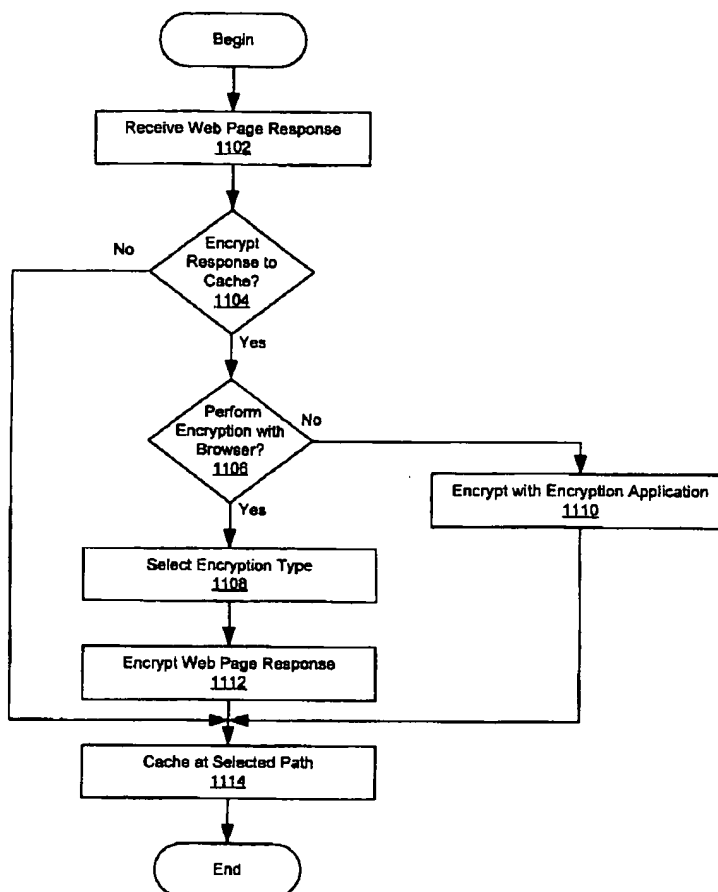 Begin
Receive Web Page Response
1102
No
Encrypt
Response to
Cache?
1104
Yes
Perform
Encryption with
Browser?
1106
No
Yes
Encrypt with Encryption Application
1110
Select Encryption Type
1108
Encrypt Web Page Response
1112
Cache at Selected Path
1114
End